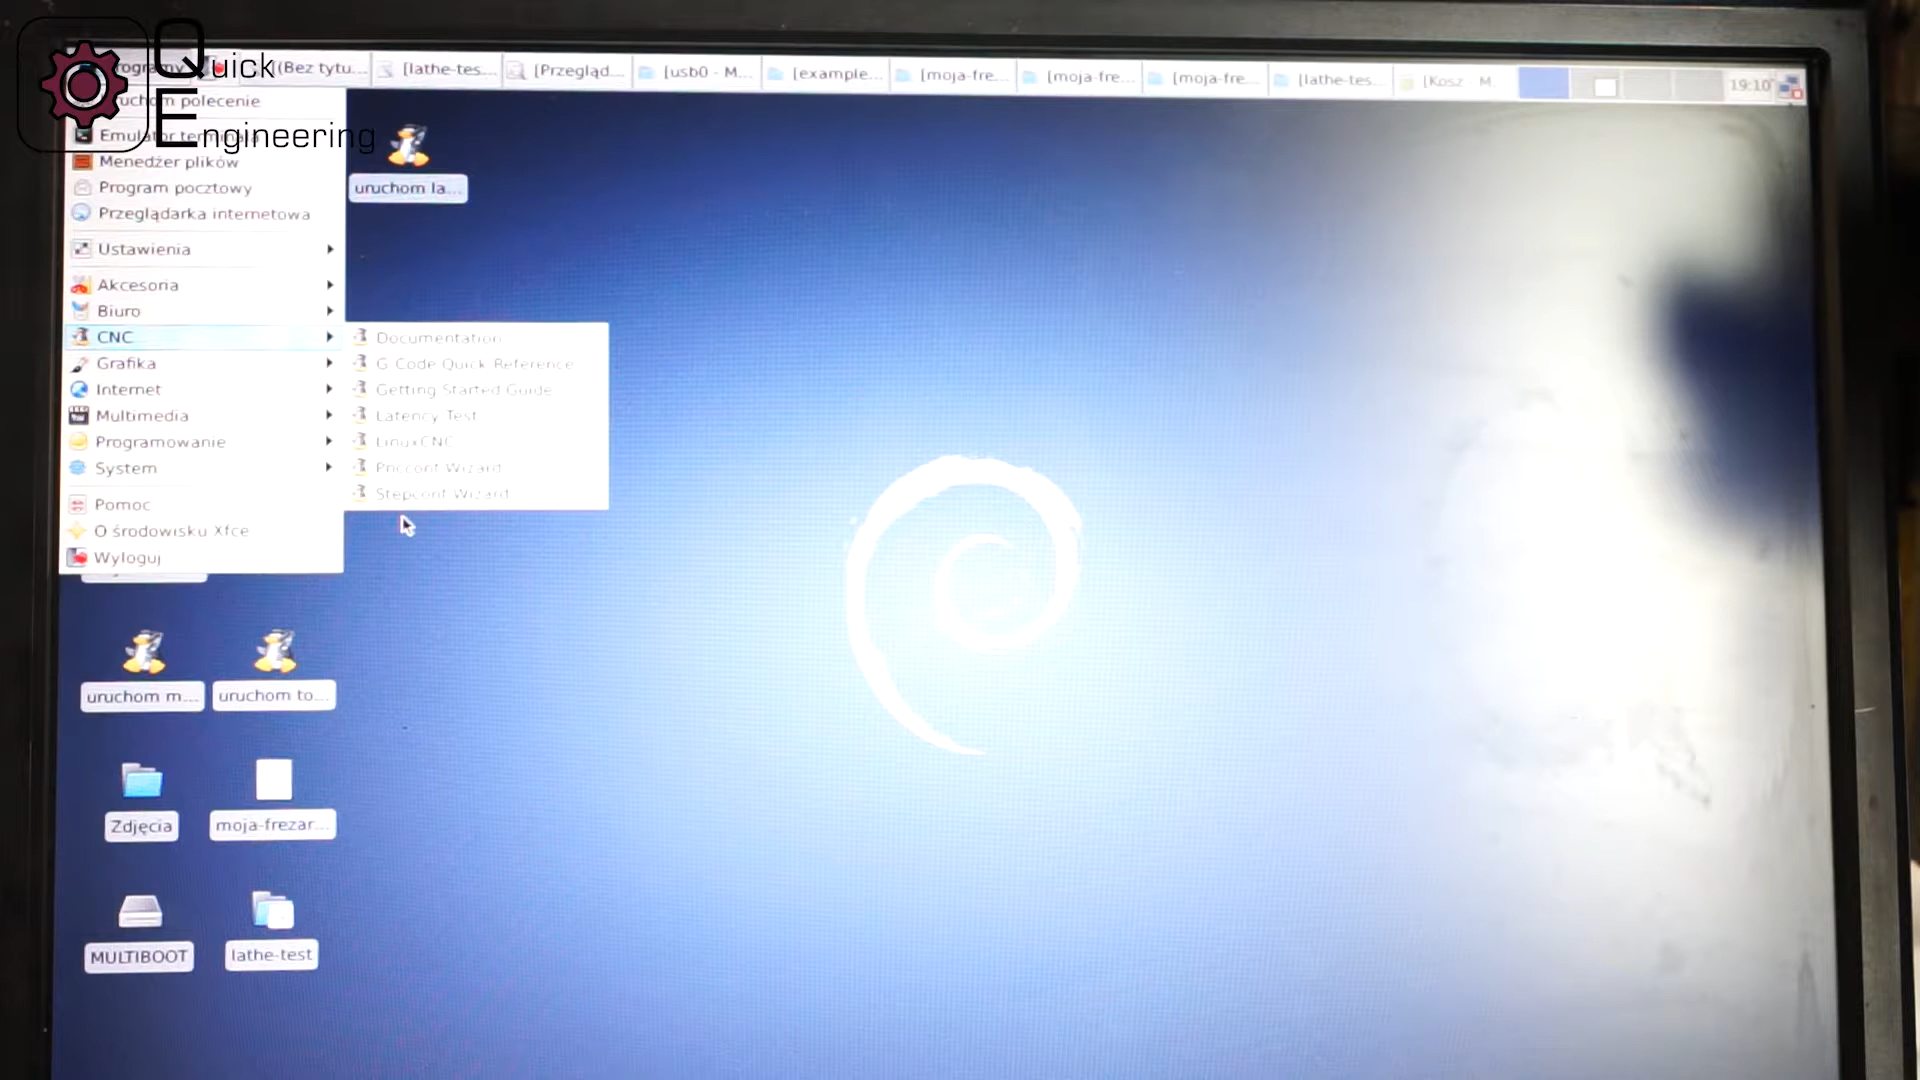 Quick
Engineering
(Bez tytu...
[lathe-tes...
[Przegląd...
[usb0 - M...
[example...
[moja-fre...
[moja-fre...
[moja-fre...
[lathe-tes...
[Kosz
19:10
polecenie
Emulator terminala
Menedżer plików
Program pocztowy
Przeglądarka internetowa
Ustawienia
Akcesoria
Biuro
CNC
Grafika
Internet
Multimedia
Programowanie
System
Pomoc
O środowisku Xfce
Wyloguj
Documentation
G Code Quick Reference
Getting Started Guide
Latency Test
LinuxCNC
Pncconf Wizard
Stepconf Wizard
uruchom la...
uruchom m...
uruchom to...
Zdjęcia
moja-frezar...
MULTIBOOT
lathe-test